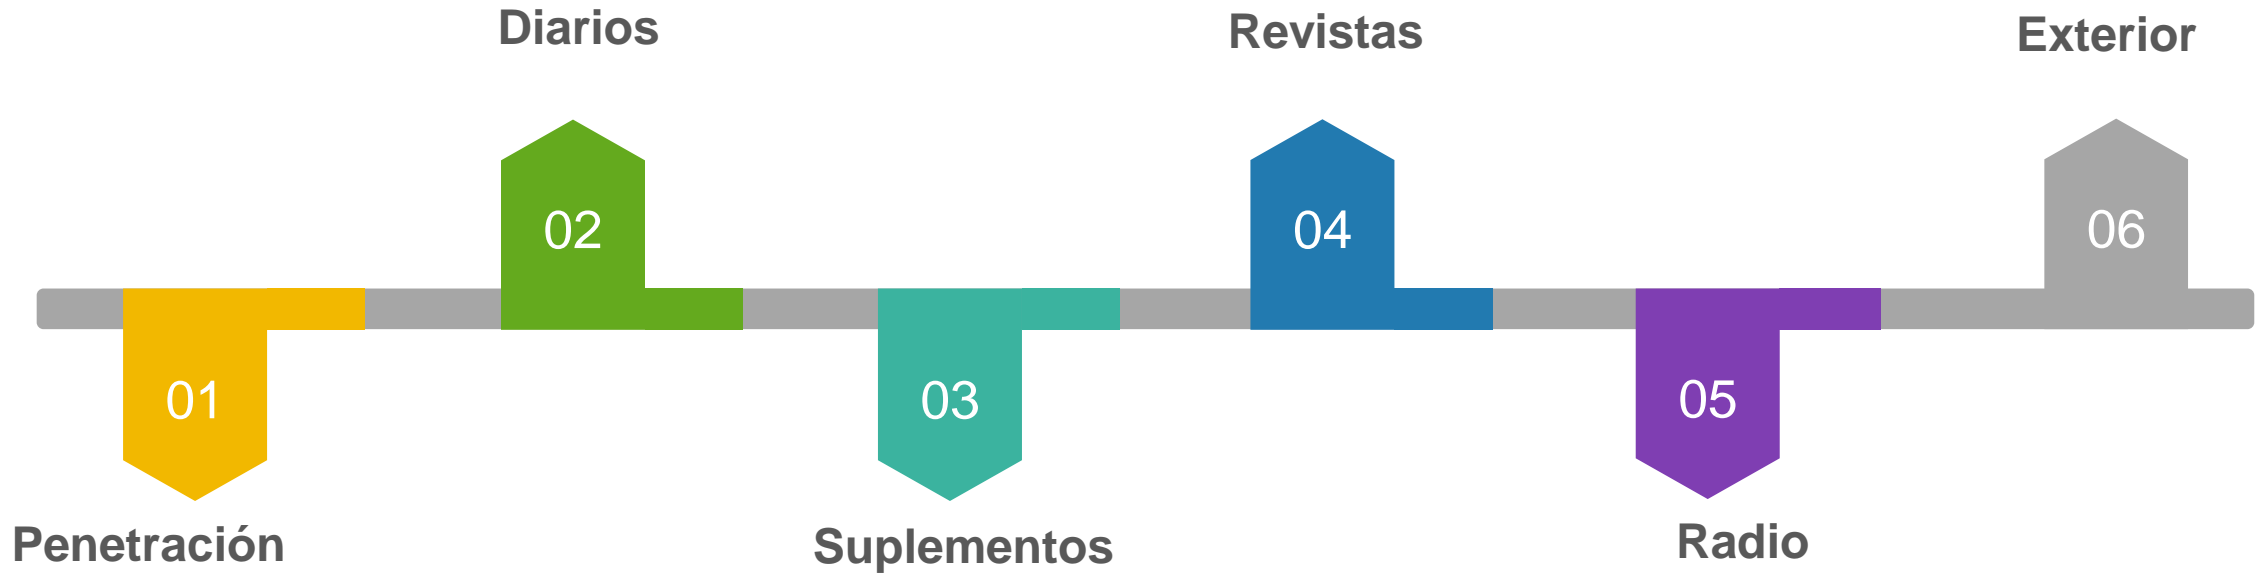 Diarios
Revistas
Exterior
02
04
06
01
03
05
Penetración
Suplementos
Radio